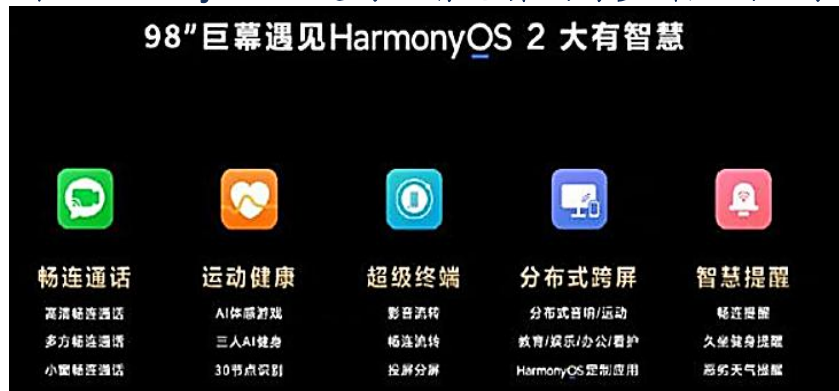 98"巨幕遇见HarmonyOS 2 大有智慧
畅连通话 运动健康 超级终端 分布式跨屏 智慧提醒
高清畅连通话 AI体感游戏 影音流转 分布式音响/运动 畅连提醒
多方畅连通话 三人AI健身 畅连流转 教育/娱乐/办公/看护 久坐健身提醒
小窗畅连通话 30节点识别 投屏分屏 HarmonyOS定制应用 恶劣天气提醒